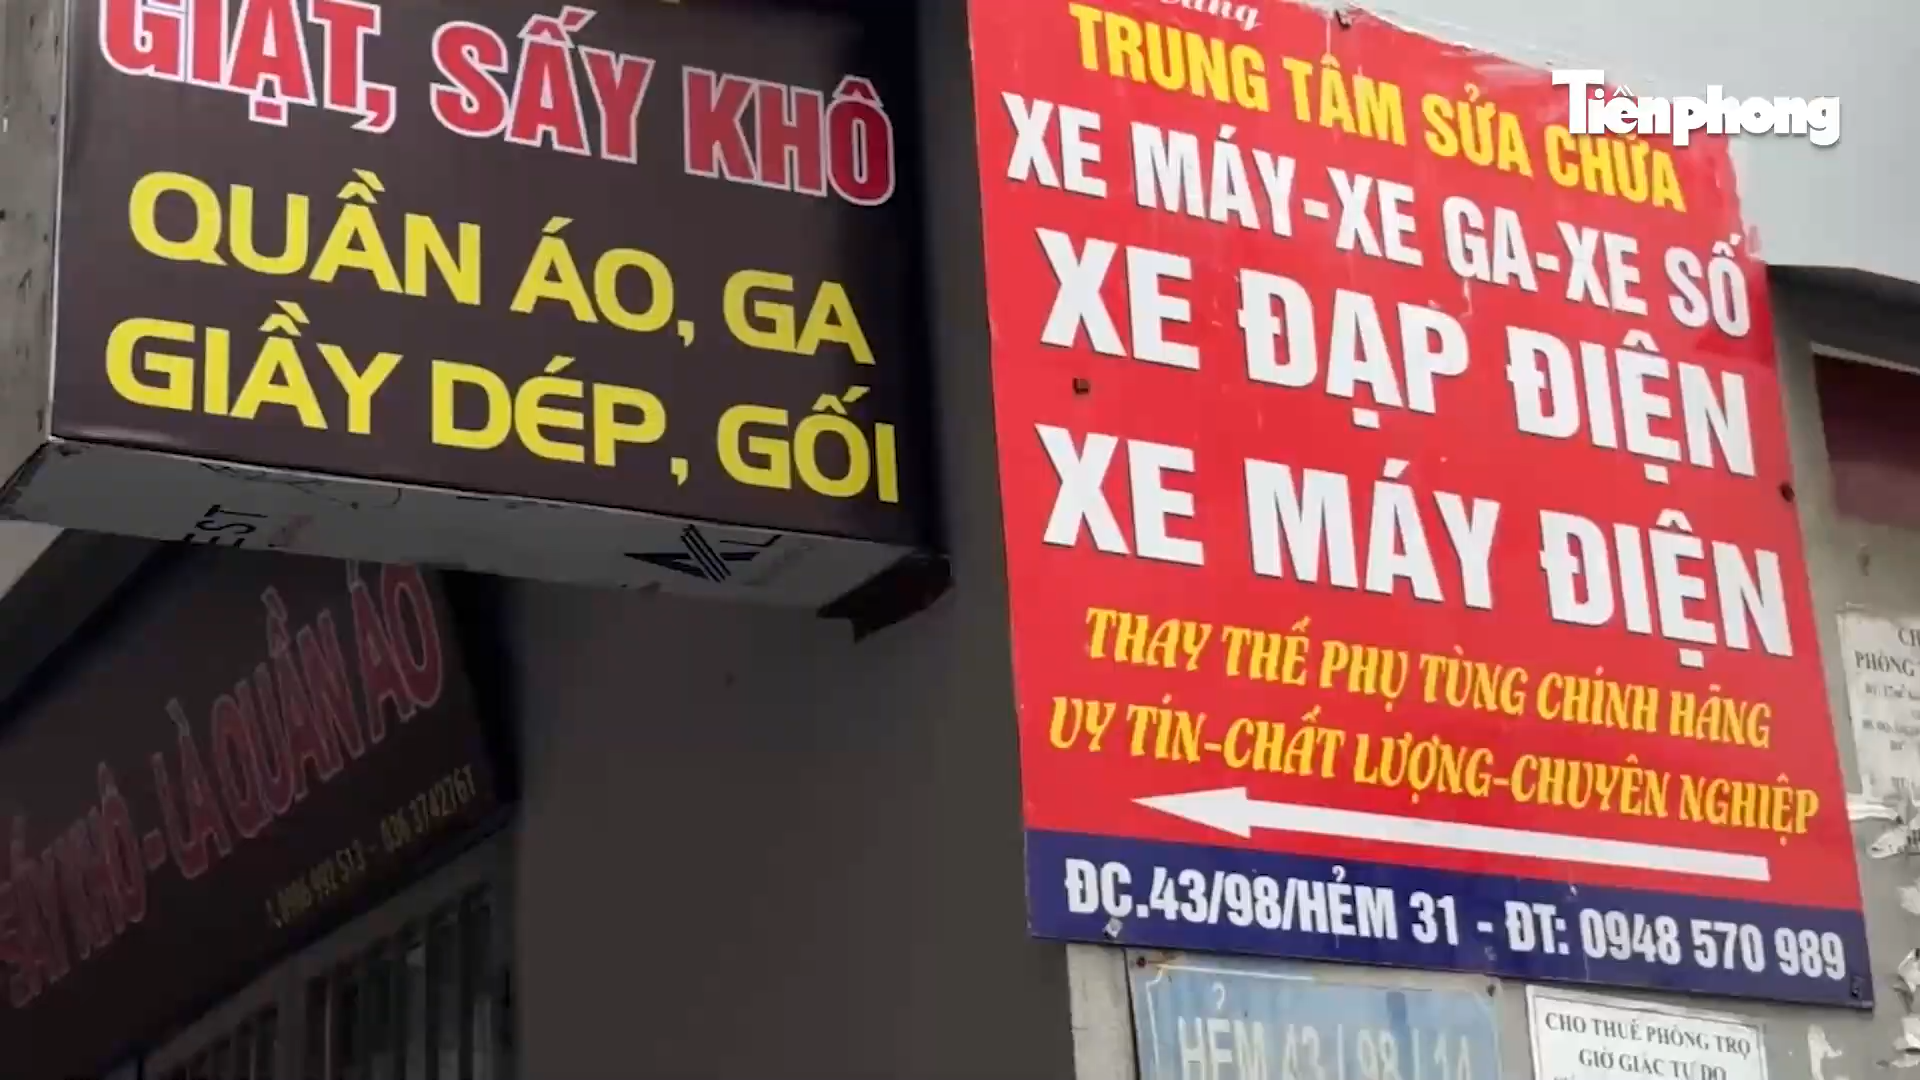 GIẶT, SẤY KHÔ
QUẦN ÁO, GA
GIẦY DÉP, GỐI
SẤY KHÔ - LÀ QUẦN ÁO
TRUNG TÂM SỬA CHỮA
XE MÁY-XE GA-XE SỐ
XE ĐẠP ĐIỆN
XE MÁY ĐIỆN
THAY THẾ PHỤ TÙNG CHÍNH HÃNG
UY TÍN-CHẤT LƯỢNG-CHUYÊN NGHIỆP
ĐC.43/98/HẺM 31 - ĐT: 0948 570 989
HẺM 43/98/14
CHO THUÊ PHÒNG TRỌ
GIỜ GIẤC TỰ DO
PHÒNG
Tiềnphong